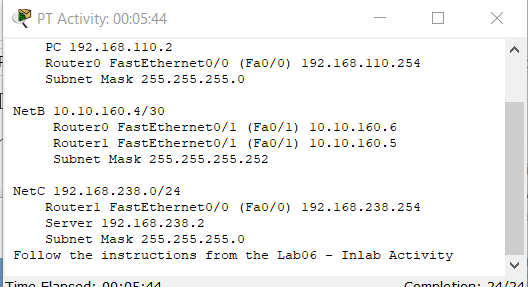 PT Activity: 00:05:44
PC 192.168.110.2
Router0 FastEthernet0/0 (Fa0/0) 192.168.110.254
Subnet Mask 255.255.255.0
NetB 10.10.160.4/30
Router0 FastEthernet0/1 (Fa0/1) 10.10.160.6
Router1 FastEthernet0/1 (Fa0/1) 10.10.160.5
Subnet Mask 255.255.255.252
NetC 192.168.238.0/24
Router1 FastEthernet0/0 (Fa0/0) 192.168.238.254
Server 192.168.238.2
Subnet Mask 255.255.255.0
Follow the instructions from the Lab06 - Inlab Activity
Time Elapsed: 00:05:44 Completion: 24/24